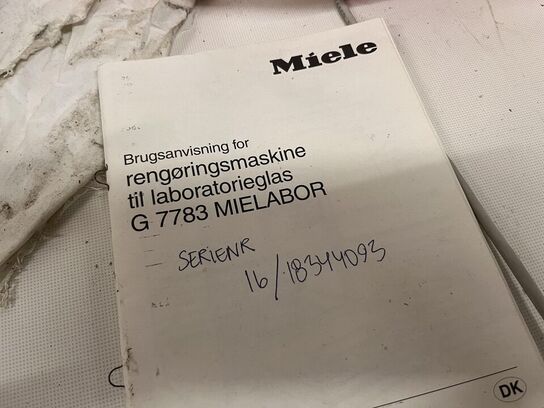 Miele
Brugsanvisning for
rengøringsmaskine
til laboratorieglas
G 7783 MIELABOR
SERIENR
16/18344093
DK